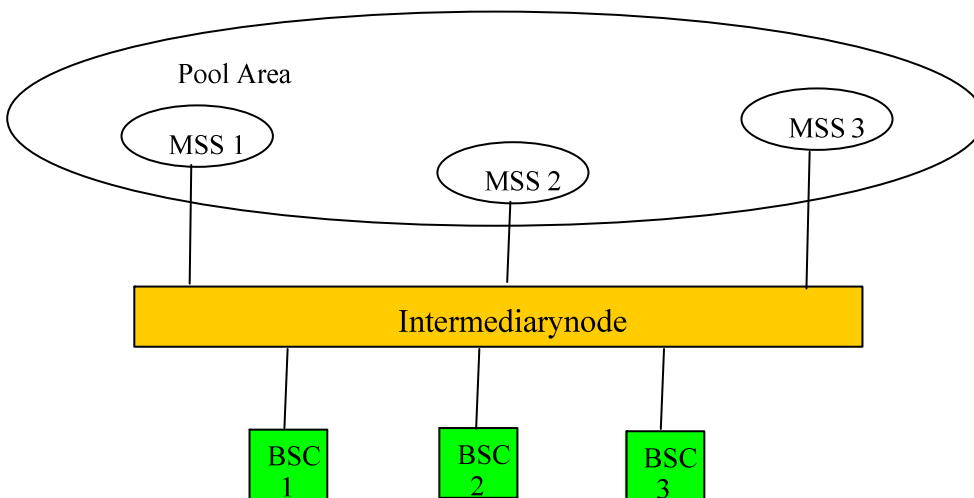 Pool Area
MSS 1
MSS 2
MSS 3
Intermediarynode
BSC
1
BSC
2
BSC
3